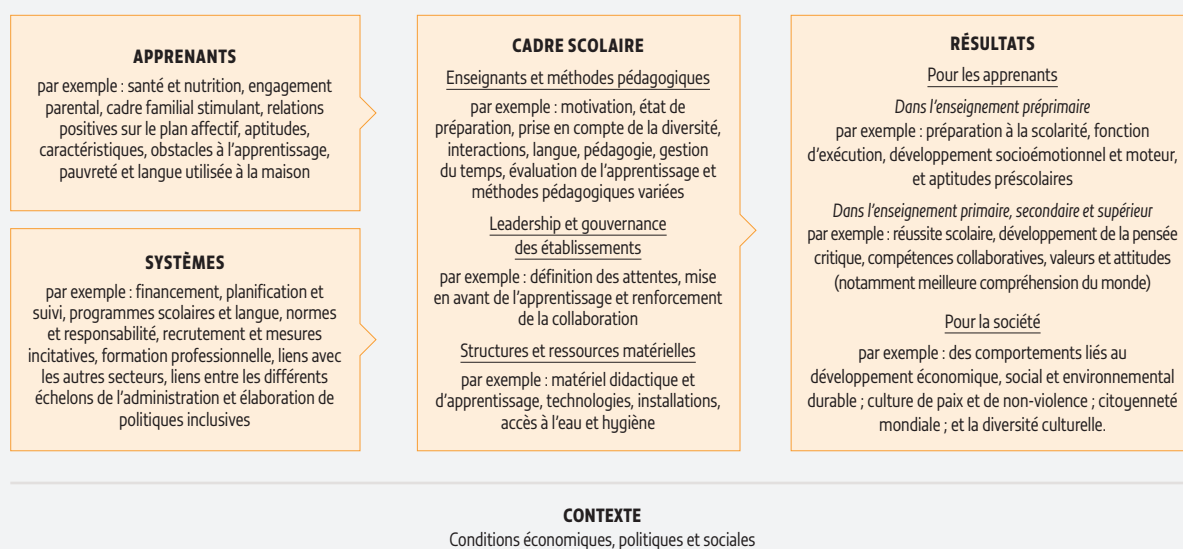 APPRENANTS
par exemple : santé et nutrition, engagement
parental, cadre familial stimulant, relations
positives sur le plan affectif, aptitudes,
caractéristiques, obstacles à l'apprentissage,
pauvreté et langue utilisée à la maison
SYSTÈMES
par exemple : financement, planification et
suivi, programmes scolaires et langue, normes
et responsabilité, recrutement et mesures
incitatives, formation professionnelle, liens avec
les autres secteurs, liens entre les différents
échelons de l'administration et élaboration de
politiques inclusives
CADRE SCOLAIRE
Enseignants et méthodes pédagogiques
par exemple : motivation, état de
préparation, prise en compte de la diversité,
interactions, langue, pédagogie, gestion
du temps, évaluation de l'apprentissage et
méthodes pédagogiques variées
Leadership et gouvernance
des établissements
par exemple : définition des attentes, mise
en avant de l'apprentissage et renforcement
de la collaboration
Structures et ressources matérielles
par exemple : matériel didactique et
d'apprentissage, technologies, installations,
accès à l'eau et hygiène
RÉSULTATS
Pour les apprenants
Dans l'enseignement préprimaire
par exemple : préparation à la scolarité, fonction
d'exécution, développement socioémotionnel et moteur,
et aptitudes préscolaires
Dans l'enseignement primaire, secondaire et supérieur
par exemple : réussite scolaire, développement de la pensée
critique, compétences collaboratives, valeurs et attitudes
(notamment meilleure compréhension du monde)
Pour la société
par exemple : des comportements liés au
développement économique, social et environnemental
durable ; culture de paix et de non-violence ; citoyenneté
mondiale ; et la diversité culturelle.
CONTEXTE
Conditions économiques, politiques et sociales